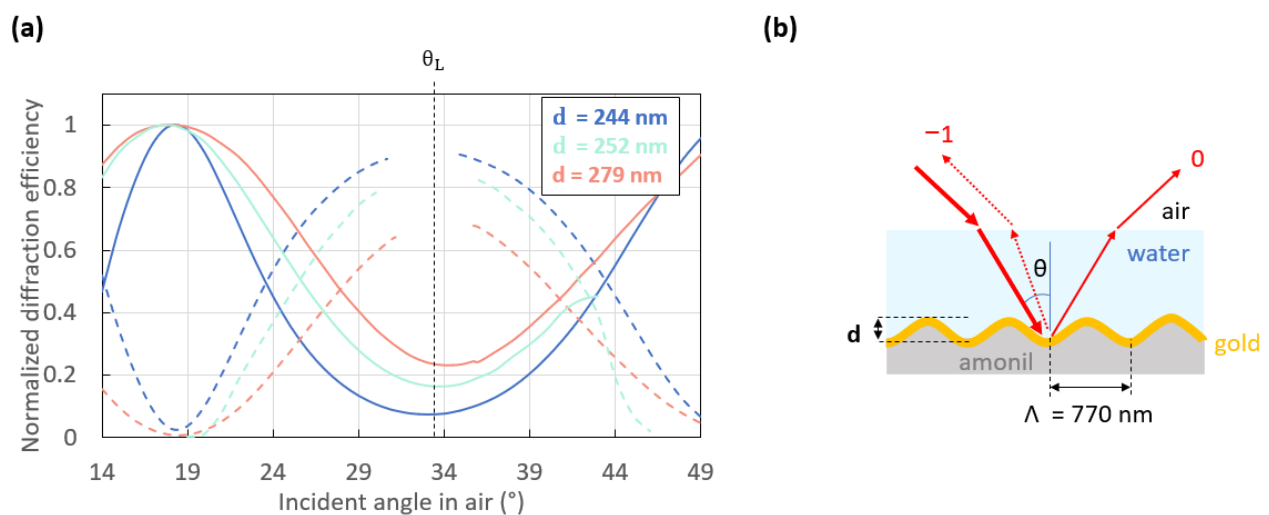 (a)
θL
Normalized diffraction efficiency
1
0.8
0.6
0.4
0.2
0
14 19 24 29 34 39 44 49
Incident angle in air (°)
d = 244 nm
d = 252 nm
d = 279 nm
(b)
−1
0
air
water
θ
d
gold
amonil
Λ = 770 nm